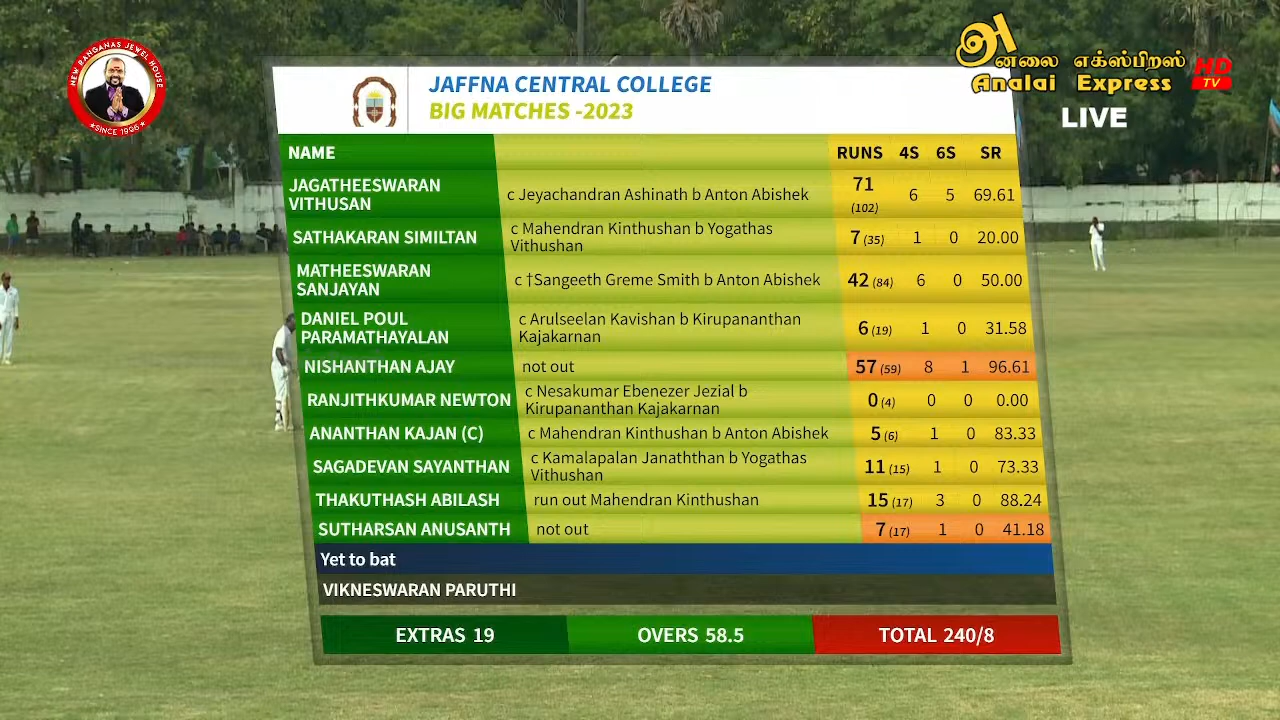 NEW RANGANAS JEWEL HOUSE
★SINCE 1996★
அனலை எக்ஸ்பிறஸ்
Analai Express
HD
TV
LIVE
JAFFNA CENTRAL COLLEGE
BIG MATCHES -2023
NAME RUNS 4S 6S SR
JAGATHEESWARAN
VITHUSAN
c Jeyachandran Ashinath b Anton Abishek
71
(102)
6 5 69.61
SATHAKARAN SIMILTAN
c Mahendran Kinthushan b Yogathas
Vithushan
7 (35) 1 0 20.00
MATHEESWARAN
SANJAYAN
c †Sangeeth Greme Smith b Anton Abishek
42 (84) 6 0 50.00
DANIEL POUL
PARAMATHAYALAN
c Arulseelan Kavishan b Kirupananthan
Kajakarnan
6 (19) 1 0 31.58
NISHANTHAN AJAY not out 57 (59) 8 1 96.61
RANJITHKUMAR NEWTON
c Nesakumar Ebenezer Jezial b
Kirupananthan Kajakarnan
0 (4) 0 0 0.00
ANANTHAN KAJAN (C) c Mahendran Kinthushan b Anton Abishek 5 (6) 1 0 83.33
SAGADEVAN SAYANTHAN
c Kamalapalan Janaththan b Yogathas
Vithushan
11 (15) 1 0 73.33
THAKUTHASH ABILASH run out Mahendran Kinthushan 15 (17) 3 0 88.24
SUTHARSAN ANUSANTH not out 7 (17) 1 0 41.18
Yet to bat
VIKNESWARAN PARUTHI
EXTRAS 19 OVERS 58.5 TOTAL 240/8